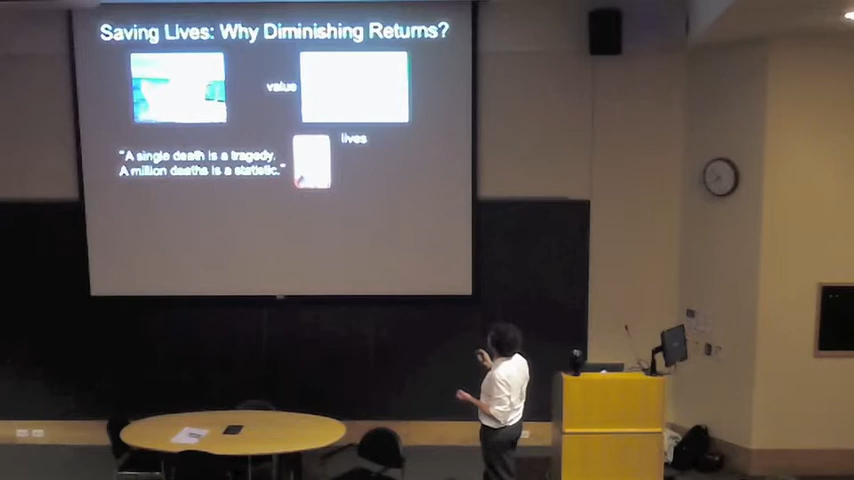 Saving Lives: Why Diminishing Returns?
value
lives
"A single death is a tragedy.
A million deaths is a statistic."